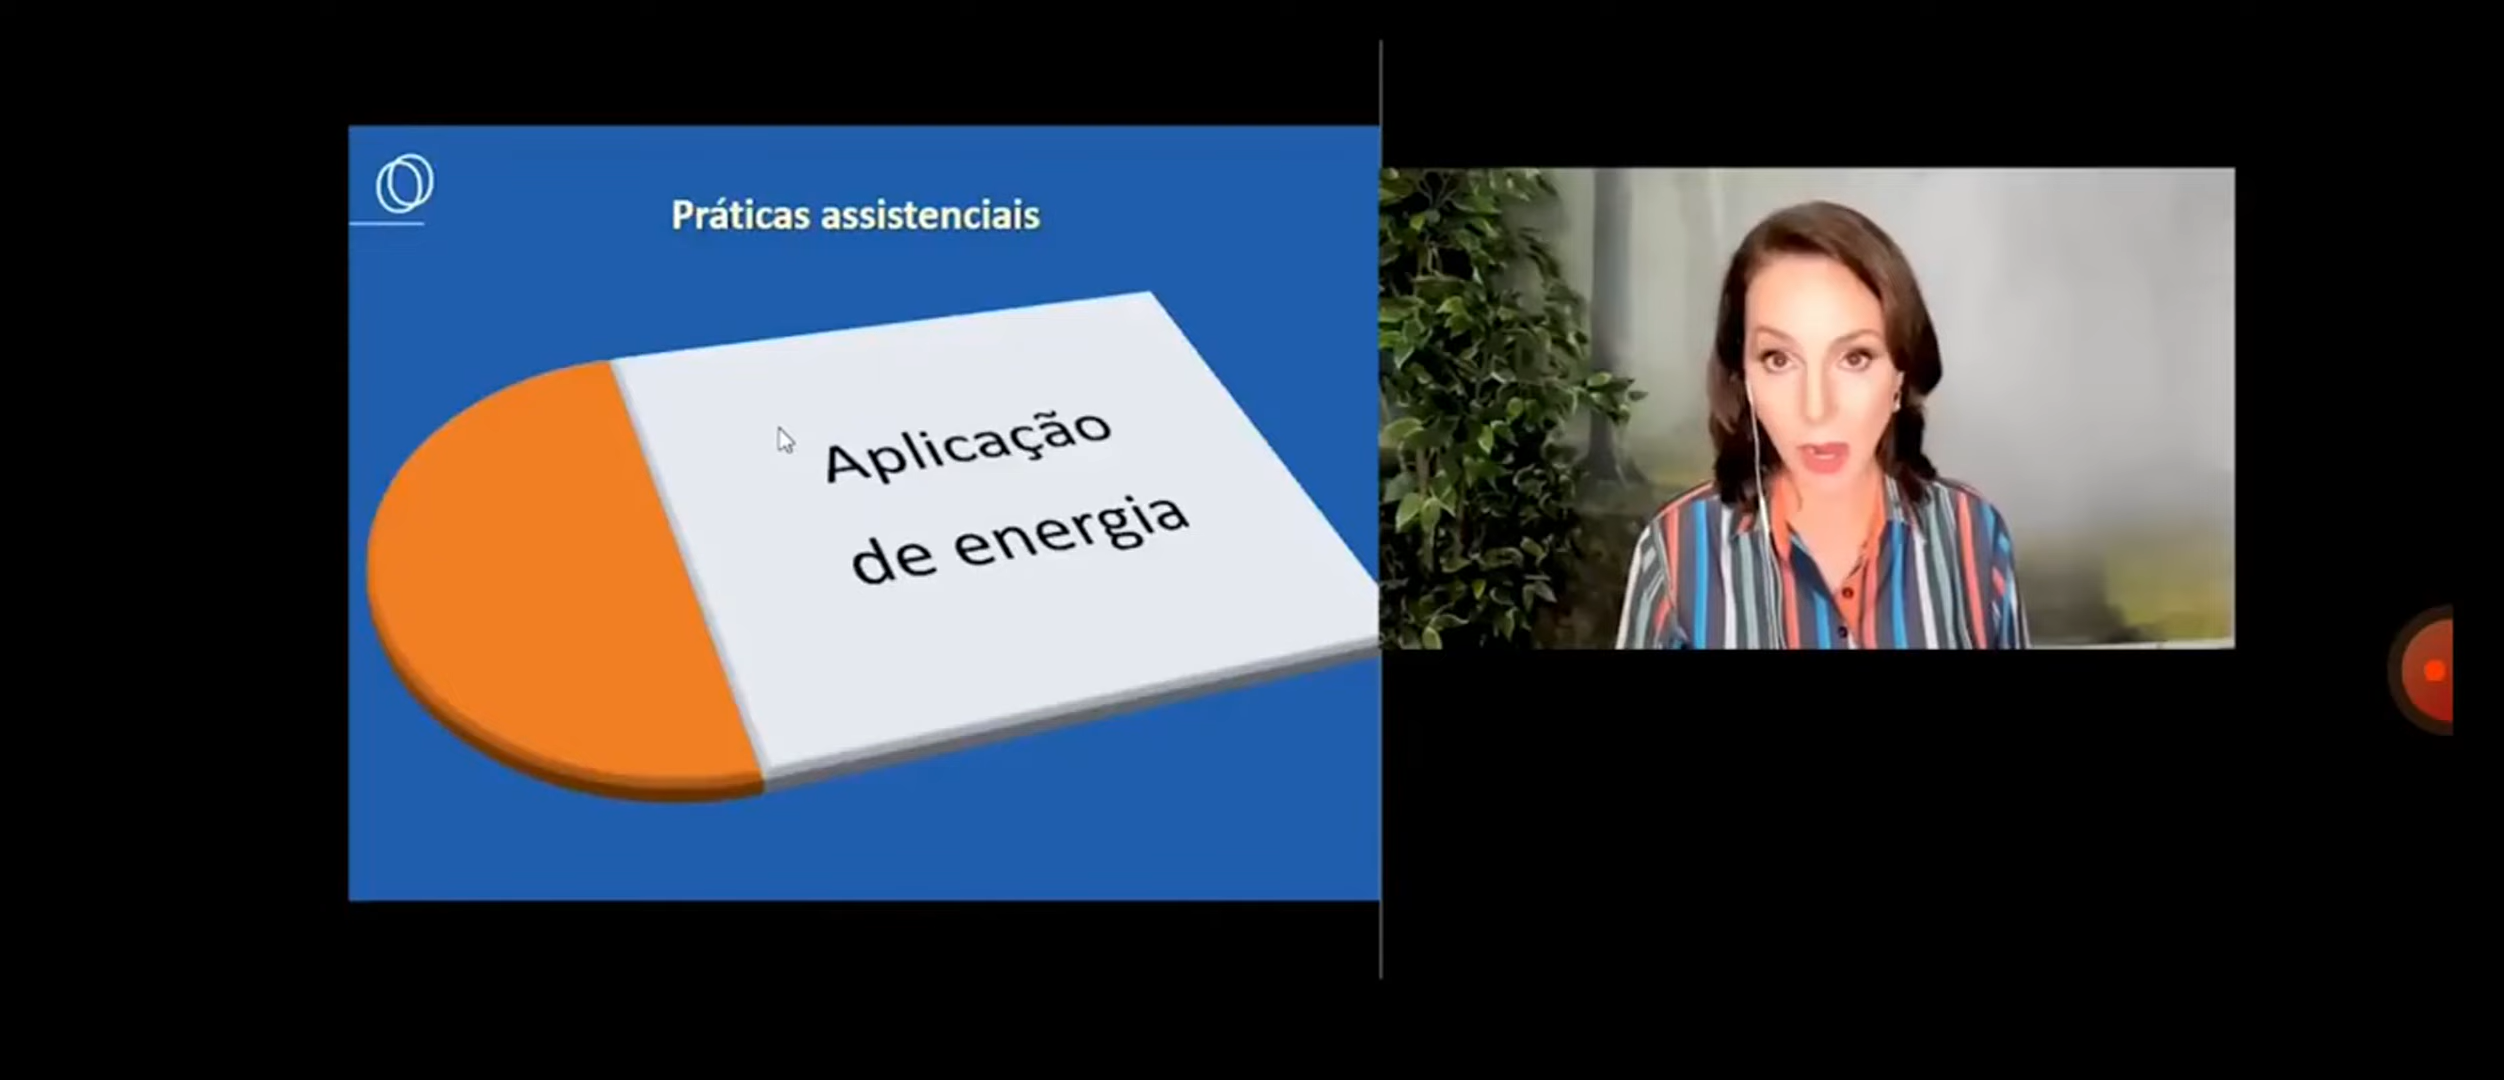 Práticas assistenciais
Aplicação
de energia